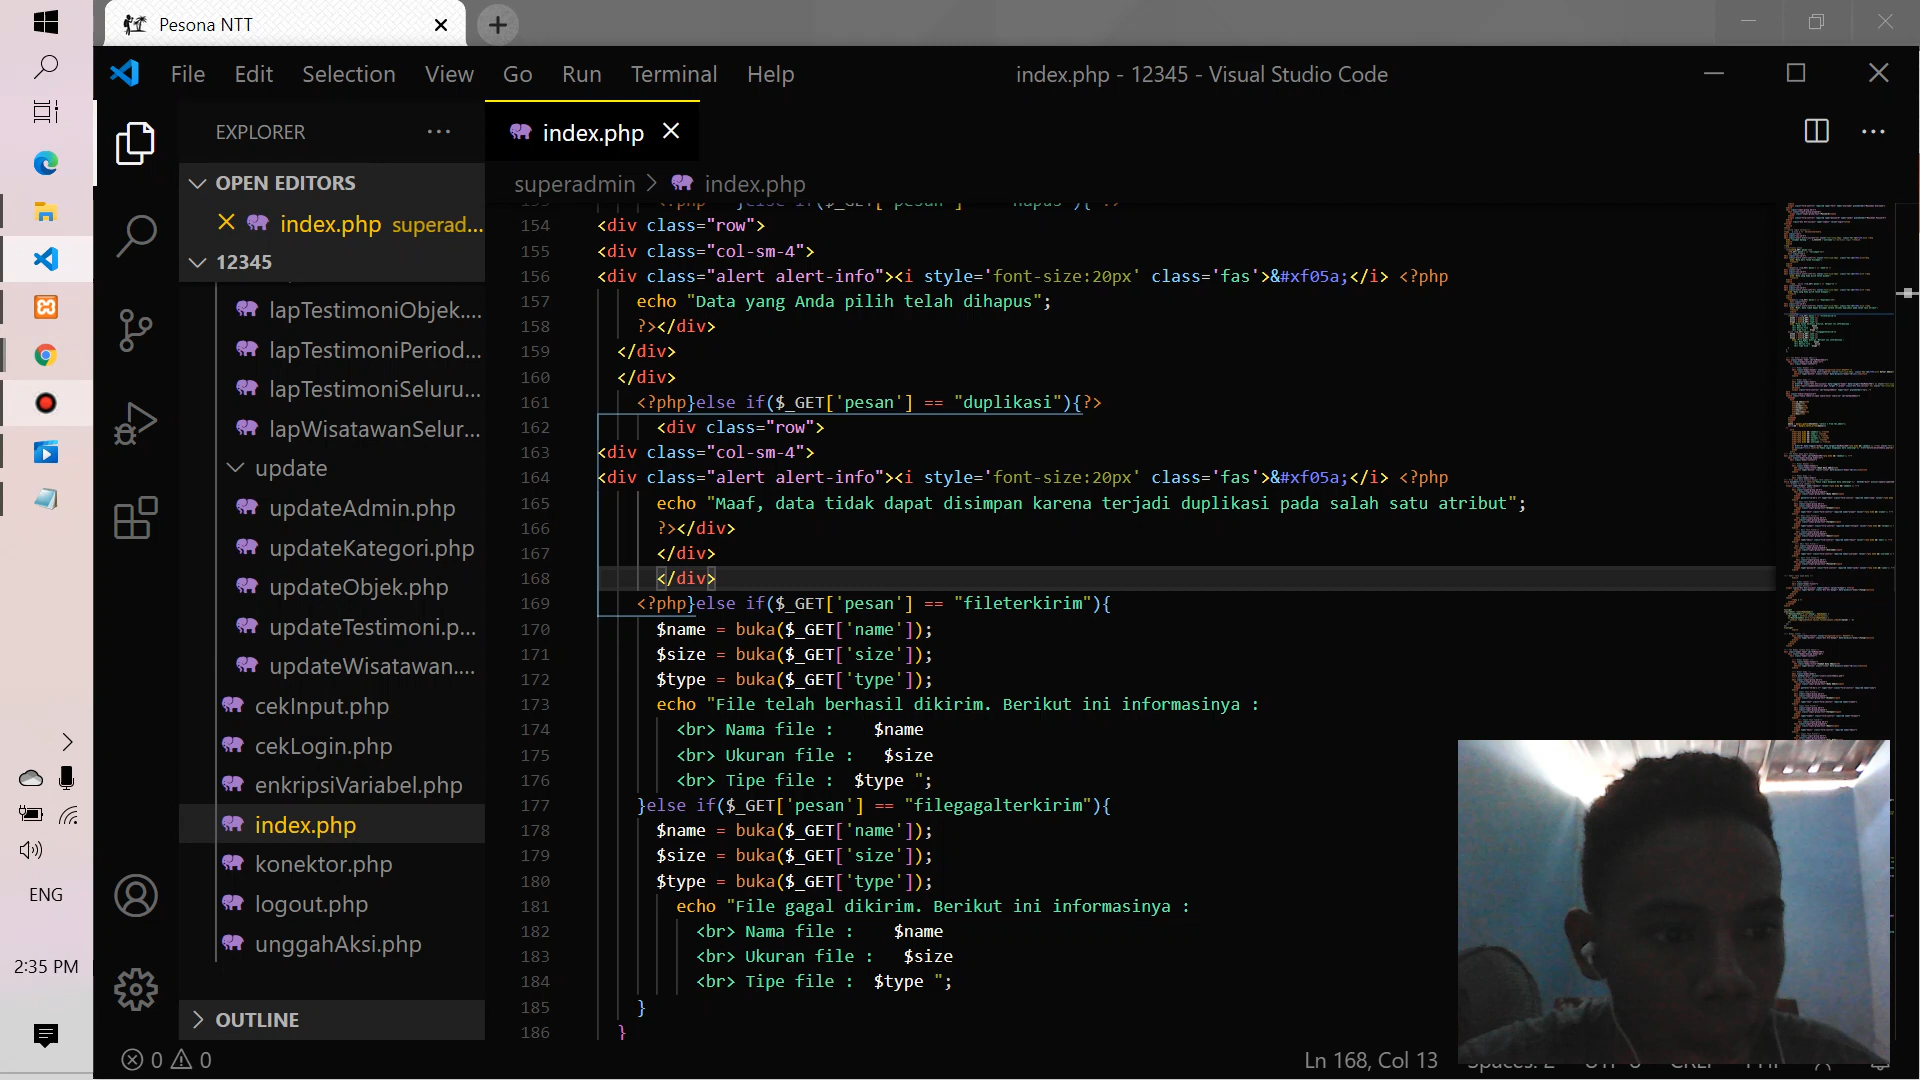 Pesona NTT
File Edit Selection View Go Run Terminal Help
index.php - 12345 - Visual Studio Code
EXPLORER
index.php
OPEN EDITORS
superadmin > index.php
index.php superad...
12345
lapTestimoniObjek....
lapTestimoniPeriod...
lapTestimoniSeluru...
lapWisatawanSelur...
update
updateAdmin.php
updateKategori.php
updateObjek.php
updateTestimoni.p...
updateWisatawan....
cekInput.php
cekLogin.php
enkripsiVariabel.php
index.php
konektor.php
logout.php
unggahAksi.php
OUTLINE
154 <div class="row">
155 <div class="col-sm-4">
156 <div class="alert alert-info"><i style='font-size:20px' class='fas'>&#xf05a;</i> <?php
157 echo "Data yang Anda pilih telah dihapus";
158 ?></div>
159 </div>
160 </div>
161 <?php}else if($_GET['pesan'] == "duplikasi"){?>
162 <div class="row">
163 <div class="col-sm-4">
164 <div class="alert alert-info"><i style='font-size:20px' class='fas'>&#xf05a;</i> <?php
165 echo "Maaf, data tidak dapat disimpan karena terjadi duplikasi pada salah satu atribut";
166 ?></div>
167 </div>
168 </div>
169 <?php}else if($_GET['pesan'] == "fileterkirim"){
170 $name = buka($_GET['name']);
171 $size = buka($_GET['size']);
172 $type = buka($_GET['type']);
173 echo "File telah berhasil dikirim. Berikut ini informasinya :
174 <br> Nama file : $name
175 <br> Ukuran file : $size
176 <br> Tipe file : $type ";
177 }else if($_GET['pesan'] == "filegagalterkirim"){
178 $name = buka($_GET['name']);
179 $size = buka($_GET['size']);
180 $type = buka($_GET['type']);
181 echo "File gagal dikirim. Berikut ini informasinya :
182 <br> Nama file : $name
183 <br> Ukuran file : $size
184 <br> Tipe file : $type ";
185 }
186 }
ENG
2:35 PM
0 0
Ln 168, Col 13